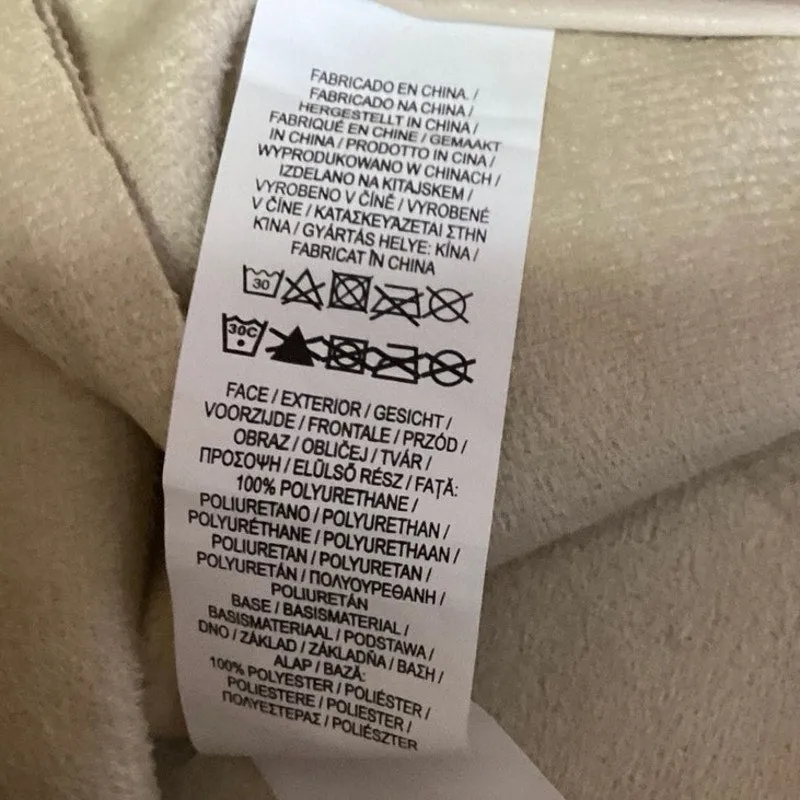 FABRICADO EN CHINA. /
FABRICADO NA CHINA /
HERGESTELLT IN CHINA /
FABRIQUÉ EN CHINE / GEMAAKT
IN CHINA / PRODOTTO IN CINA /
WYPRODUKOWANO W CHINACH /
IZDELANO NA KITAJSKEM /
VYROBENO V ČÍNĚ / VYROBENÉ
V ČÍNE / ΚΑΤΑΣΚΕΥΆΖΕΤΑΙ ΣΤΗΝ
ΚΊΝΑ / GYÁRTÁS HELYE: KÍNA /
FABRICAT ÎN CHINA
30
30C
FACE / EXTERIOR / GESICHT /
VOORZIJDE / FRONTALE / PRZÓD /
OBRAZ / OBLIČEJ / TVÁR /
ΠΡΟΣΟΨΗ / ELÜLSŐ RÉSZ / FAȚĂ:
100% POLYURETHANE /
POLIURETANO / POLYURETHAN /
POLYURÉTHANE / POLYURETHAAN /
POLIURETAN / POLYURETAN /
POLYURETÁN / ΠΟΛΥΟΥΡΕΘΑΝΗ /
POLIURETÁN
BASE / BASISMATERIAL /
BASISMATERIAAL / PODSTAWA /
DNO / ZÁKLAD / ZÁKLADŇA / ΒΑΣΗ /
ALAP / BAZĂ:
100% POLYESTER / POLIÉSTER /
POLIESTERE / POLIESTER /
ΠΟΛΥΕΣΤΕΡΑΣ / POLIÉSZTER